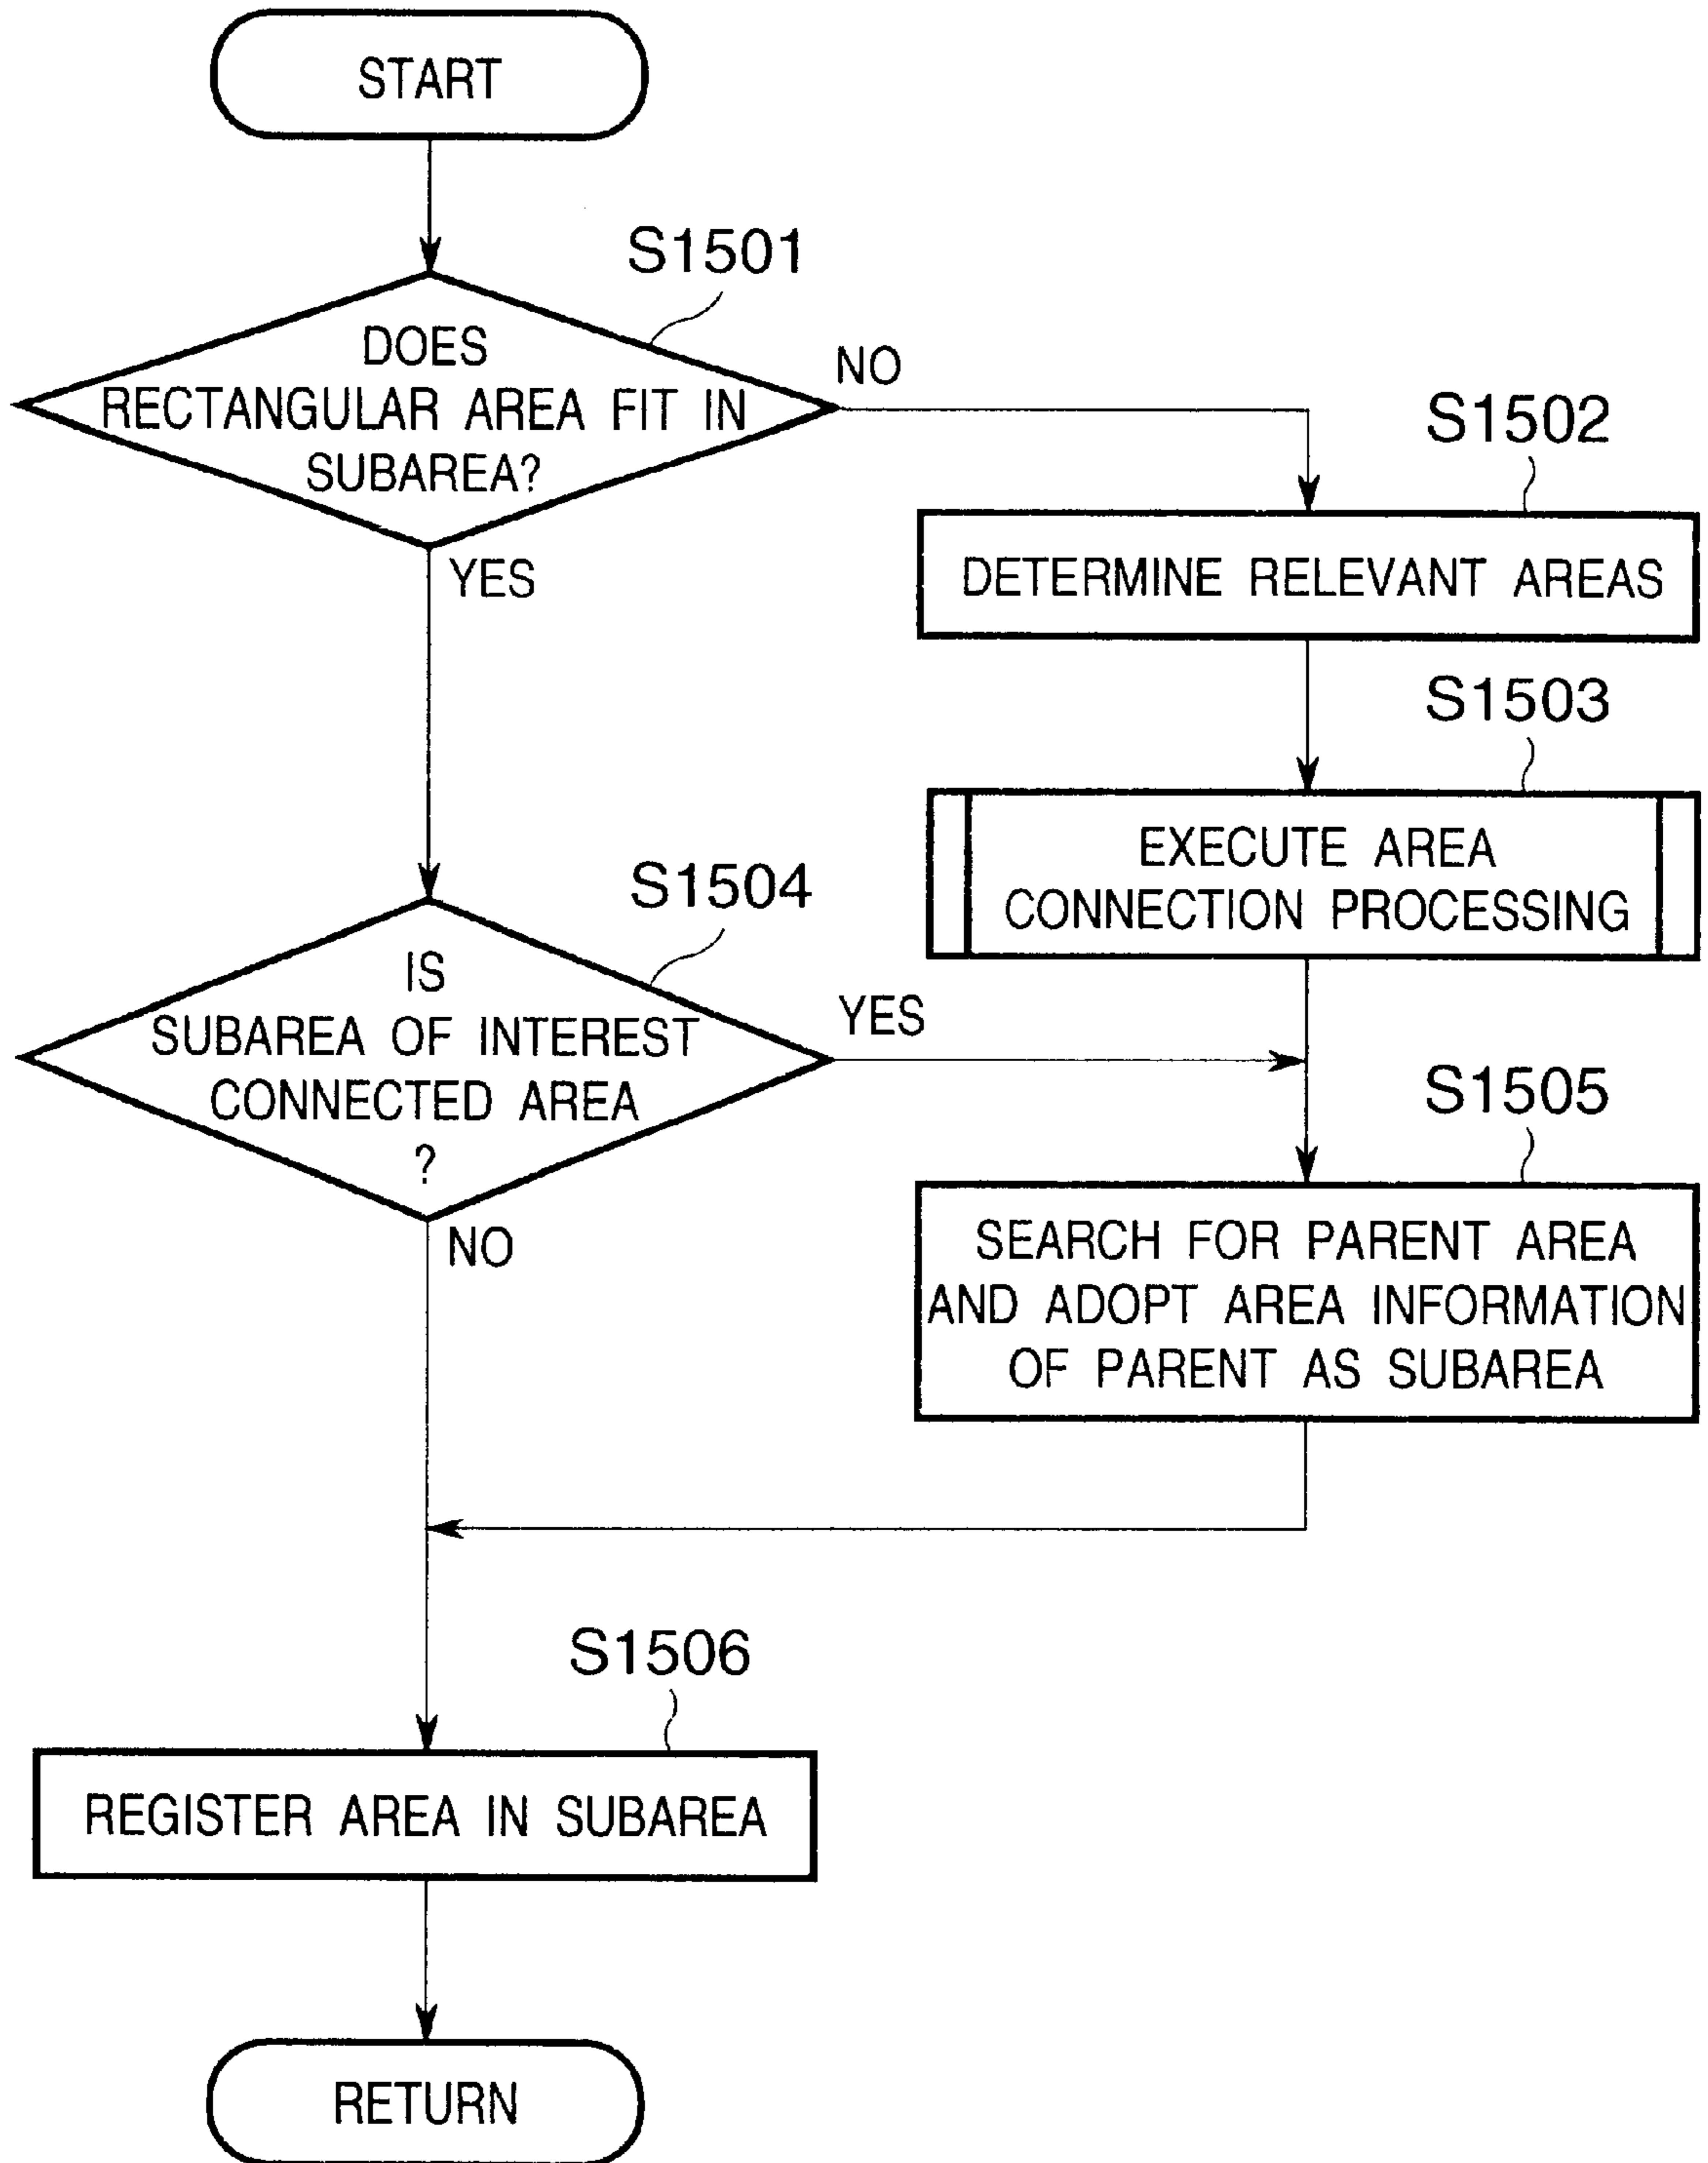 START
S1501
DOES
RECTANGULAR AREA FIT IN
SUBAREA?
NO
YES
S1502
DETERMINE RELEVANT AREAS
S1503
EXECUTE AREA
CONNECTION PROCESSING
S1504
IS
SUBAREA OF INTEREST
CONNECTED AREA
?
YES
NO
S1505
SEARCH FOR PARENT AREA
AND ADOPT AREA INFORMATION
OF PARENT AS SUBAREA
S1506
REGISTER AREA IN SUBAREA
RETURN